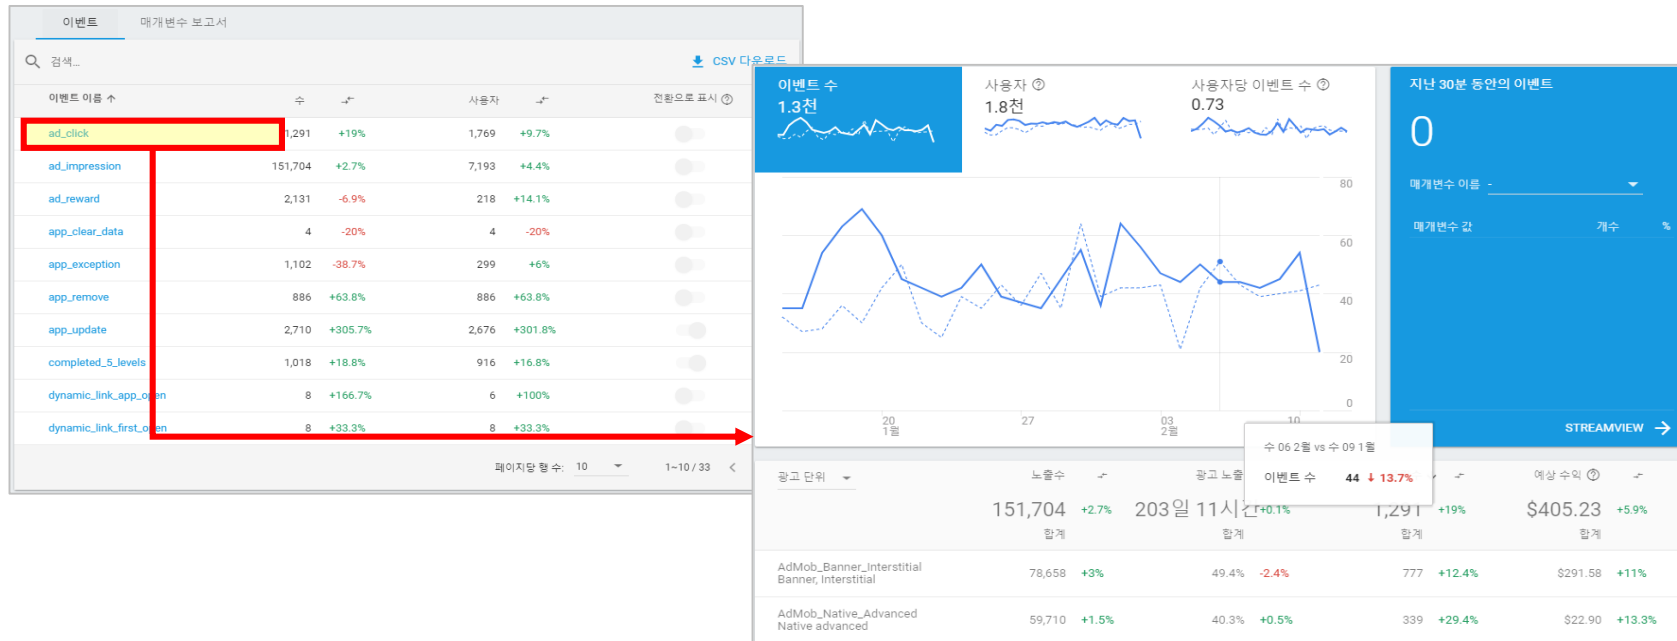 이벤트 매개변수 보고서
검색...
CSV 다운로드
이벤트 이름 수 사용자 전환으로 표시
ad_click 1,291 +19% 1,769 +9.7%
ad_impression 151,704 +2.7% 7,193 +4.4%
ad_reward 2,131 -6.9% 218 +14.1%
app_clear_data 4 -20% 4 -20%
app_exception 1,102 -38.7% 299 +6%
app_remove 886 +63.8% 886 +63.8%
app_update 2,710 +305.7% 2,676 +301.8%
completed_5_levels 1,018 +18.8% 916 +16.8%
dynamic_link_app_open 8 +166.7% 6 +100%
dynamic_link_first_open 8 +33.3% 8 +33.3%
페이지당 행 수: 10 1~10 / 33
이벤트 수 사용자 사용자당 이벤트 수
1.3천 1.8천 0.73
80
60
40
20
0
20 27 03 10
1월 2월
지난 30분 동안의 이벤트
0
매개변수 이름 -
매개변수 값 개수 %
STREAMVIEW
수 06 2월 vs 수 09 1월
이벤트 수 44 ↓ 13.7%
광고 단위 노출수 광고 노출 예상 수익
151,704 +2.7% 203일 11시간 +0.1% 1,291 +19% $405.23 +5.9%
합계 합계 합계 합계
AdMob_Banner_Interstitial
Banner, Interstitial 78,658 +3% 49.4% -2.4% 777 +12.4% $291.58 +11%
AdMob_Native_Advanced
Native advanced 59,710 +1.5% 40.3% +0.5% 339 +29.4% $22.90 +13.3%